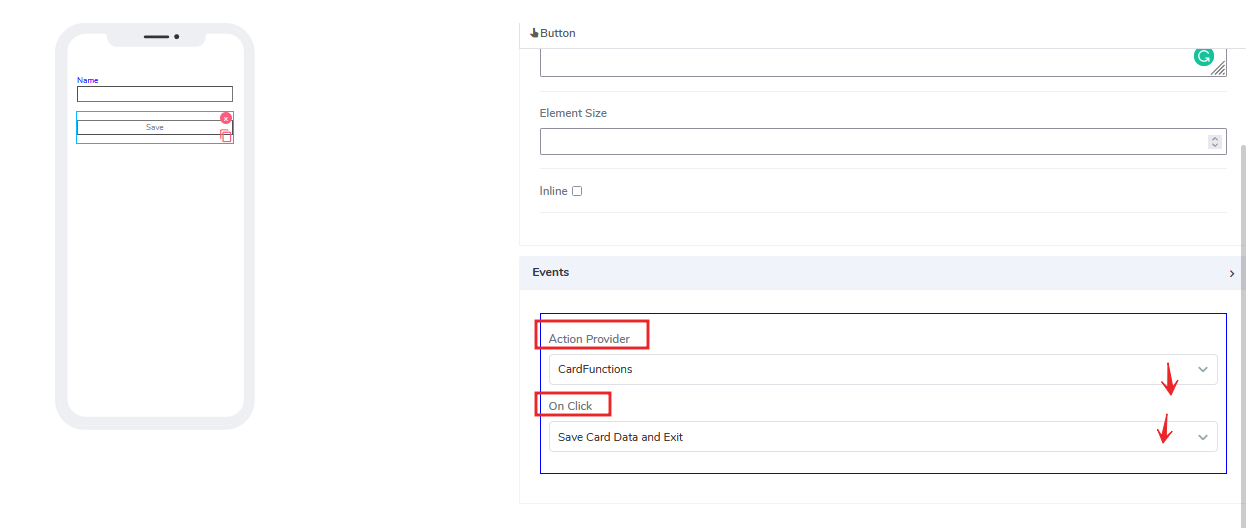 Name
Save
Button
Element Size
Inline
Events
Action Provider
CardFunctions
On Click
Save Card Data and Exit